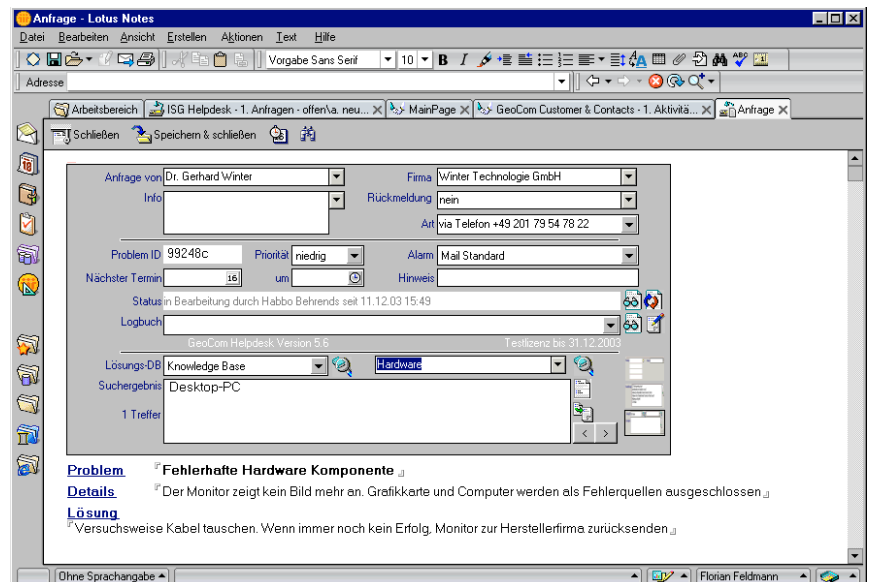 Anfrage - Lotus Notes
Datei Bearbeiten Ansicht Erstellen Aktionen Text Hilfe
Vorgabe Sans Serif 10 B I
Adresse
Arbeitsbereich ISG Helpdesk - 1. Anfragen - offen\a. neu... MainPage GeoCom Customer & Contacts - 1. Aktivitä... Anfrage
Schließen Speichern & schließen
Anfrage von Dr. Gerhard Winter Firma Winter Technologie GmbH
Info Rückmeldung nein
Art via Telefon +49 201 79 54 78 22
Problem ID 99248c Priorität niedrig Alarm Mail Standard
Nächster Termin 16 um Hinweis
Status in Bearbeitung durch Habbo Behrends seit 11.12.03 15:49
Logbuch
GeoCom Helpdesk Version 5.6 Testlizenz bis 31.12.2003
Lösungs-DB Knowledge Base Hardware
Suchergebnis Desktop-PC
1 Treffer
< >
Problem Fehlerhafte Hardware Komponente
Details Der Monitor zeigt kein Bild mehr an. Grafikkarte und Computer werden als Fehlerquellen ausgeschlossen
Lösung
Versuchsweise Kabel tauschen. Wenn immer noch kein Erfolg, Monitor zur Herstellerfirma zurücksenden
Ohne Sprachangabe Florian Feldmann